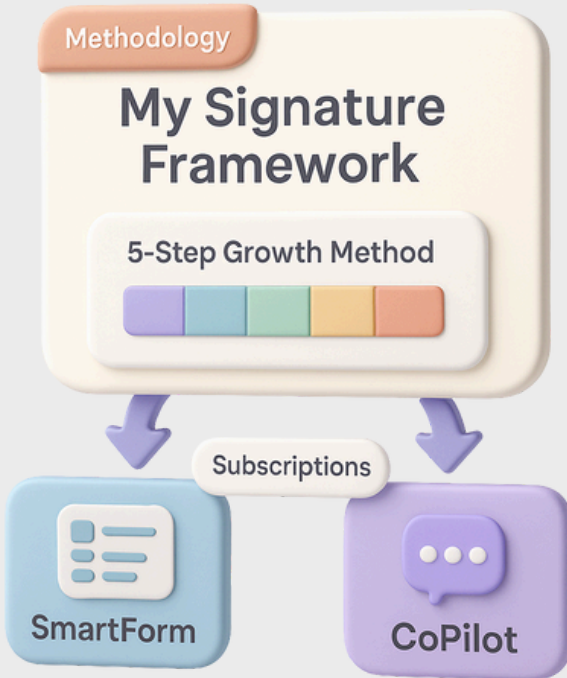 Methodology
My Signature
Framework
5-Step Growth Method
Subscriptions
SmartForm
CoPilot